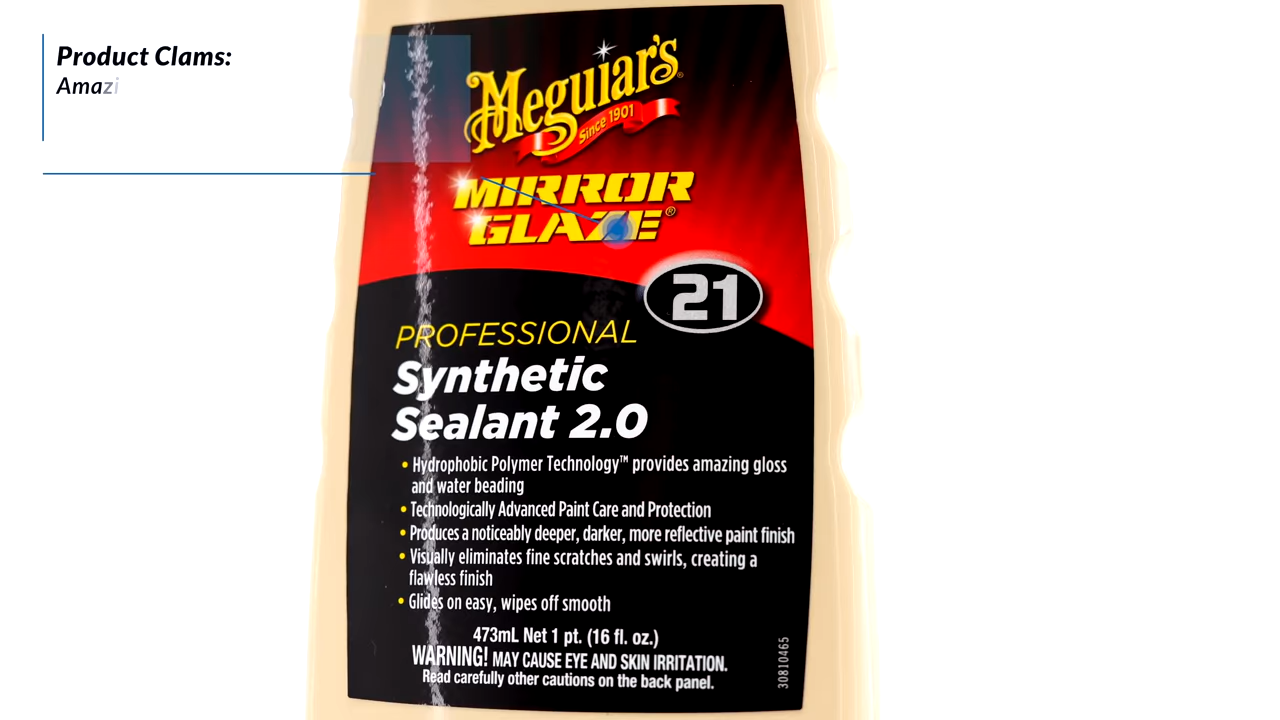 Product Clams:
Amazi
Meguiar's
Since 1901
MIRROR
GLAZE®
21
PROFESSIONAL
Synthetic
Sealant 2.0
• Hydrophobic Polymer Technology™ provides amazing gloss
and water beading
• Technologically Advanced Paint Care and Protection
• Produces a noticeably deeper, darker, more reflective paint finish
• Visually eliminates fine scratches and swirls, creating a
flawless finish
• Glides on easy, wipes off smooth
473mL Net 1 pt. (16 fl. oz.)
WARNING! MAY CAUSE EYE AND SKIN IRRITATION.
Read carefully other cautions on the back panel.
30810465